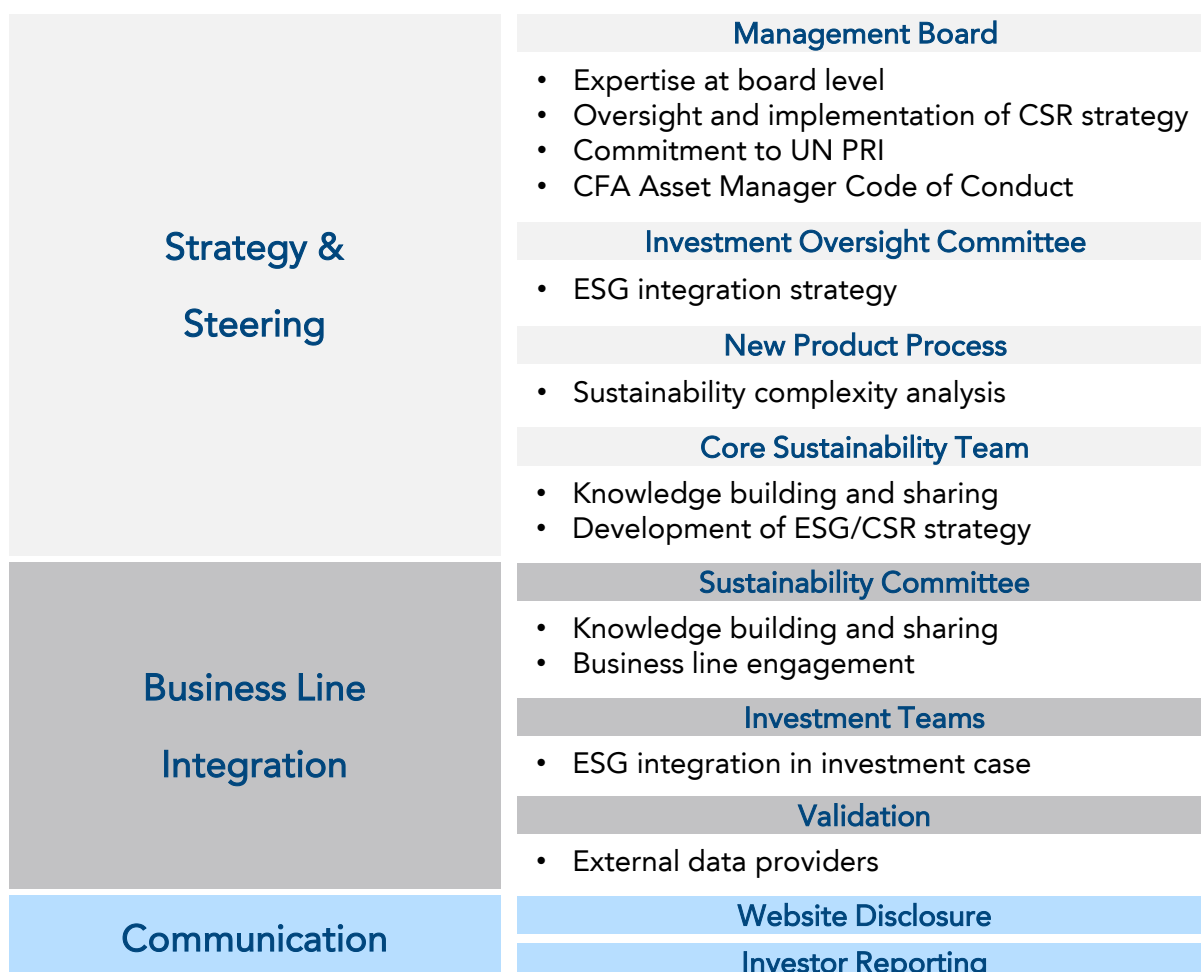 Strategy &
Steering
Management Board
• Expertise at board level
• Oversight and implementation of CSR strategy
• Commitment to UN PRI
• CFA Asset Manager Code of Conduct
Investment Oversight Committee
• ESG integration strategy
New Product Process
• Sustainability complexity analysis
Core Sustainability Team
• Knowledge building and sharing
• Development of ESG/CSR strategy
Business Line
Integration
Sustainability Committee
• Knowledge building and sharing
• Business line engagement
Investment Teams
• ESG integration in investment case
Validation
• External data providers
Communication
Website Disclosure
Investor Reporting